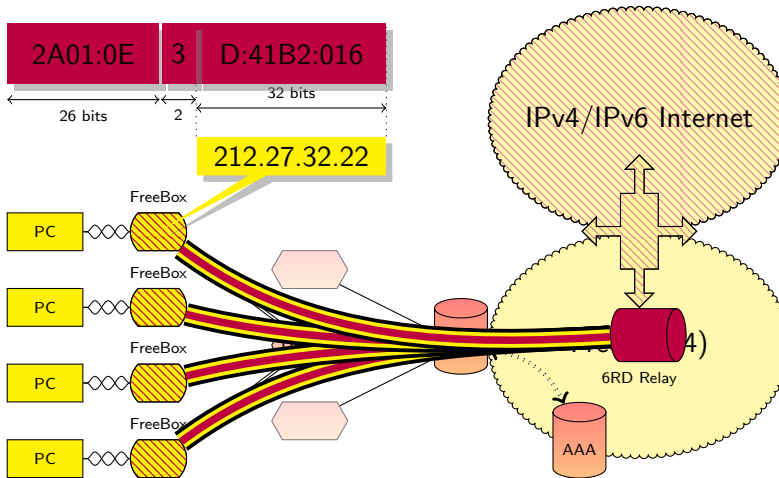 2A01:0E 3 D:41B2:016
26 bits 2 32 bits
IPv4/IPv6 Internet
212.27.32.22
FreeBox
PC
FreeBox
PC
FreeBox
PC
6RD Relay
FreeBox
PC
AAA